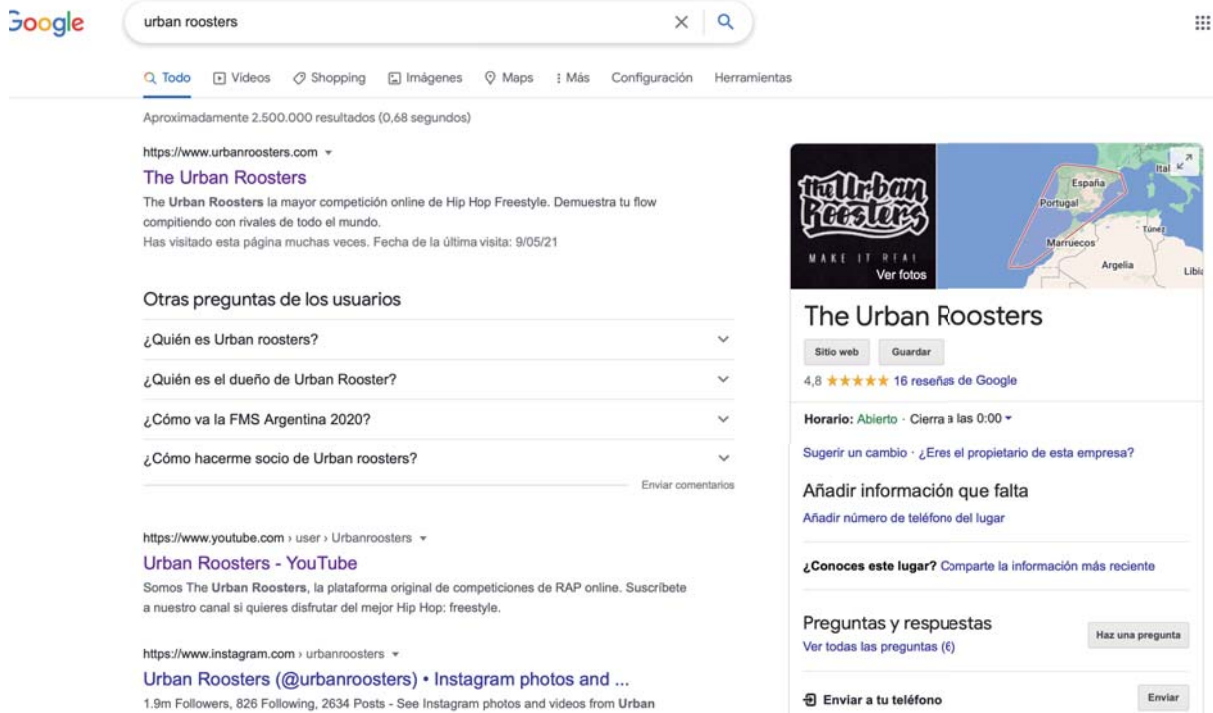 Google
urban roosters
Todo Vídeos Shopping Imágenes Maps Más Configuración Herramientas
Aproximadamente 2.500.000 resultados (0,68 segundos)
https://www.urbanroosters.com
The Urban Roosters
The Urban Roosters la mayor competición online de Hip Hop Freestyle. Demuestra tu flow
compitiendo con rivales de todo el mundo.
Has visitado esta página muchas veces. Fecha de la última visita: 9/05/21
Otras preguntas de los usuarios
¿Quién es Urban roosters?
¿Quién es el dueño de Urban Rooster?
¿Cómo va la FMS Argentina 2020?
¿Cómo hacerme socio de Urban roosters?
Enviar comentarios
https://www.youtube.com › user › Urbanroosters
Urban Roosters - YouTube
Somos The Urban Roosters, la plataforma original de competiciones de RAP online. Suscríbete
a nuestro canal si quieres disfrutar del mejor Hip Hop: freestyle.
https://www.instagram.com › urbanroosters
Urban Roosters (@urbanroosters) • Instagram photos and ...
1.9m Followers, 826 Following, 2634 Posts - See Instagram photos and videos from Urban
the Urban
Roosters
MAKE IT REAL
Ver fotos
Ital
España
Portugal
Túnez
Marruecos
Argelia
Libia
The Urban Roosters
Sitio web Guardar
4,8 16 reseñas de Google
Horario: Abierto · Cierra a las 0:00
Sugerir un cambio · ¿Eres el propietario de esta empresa?
Añadir información que falta
Añadir número de teléfono del lugar
¿Conoces este lugar? Comparte la información más reciente
Preguntas y respuestas
Haz una pregunta
Ver todas las preguntas (6)
Enviar a tu teléfono
Enviar